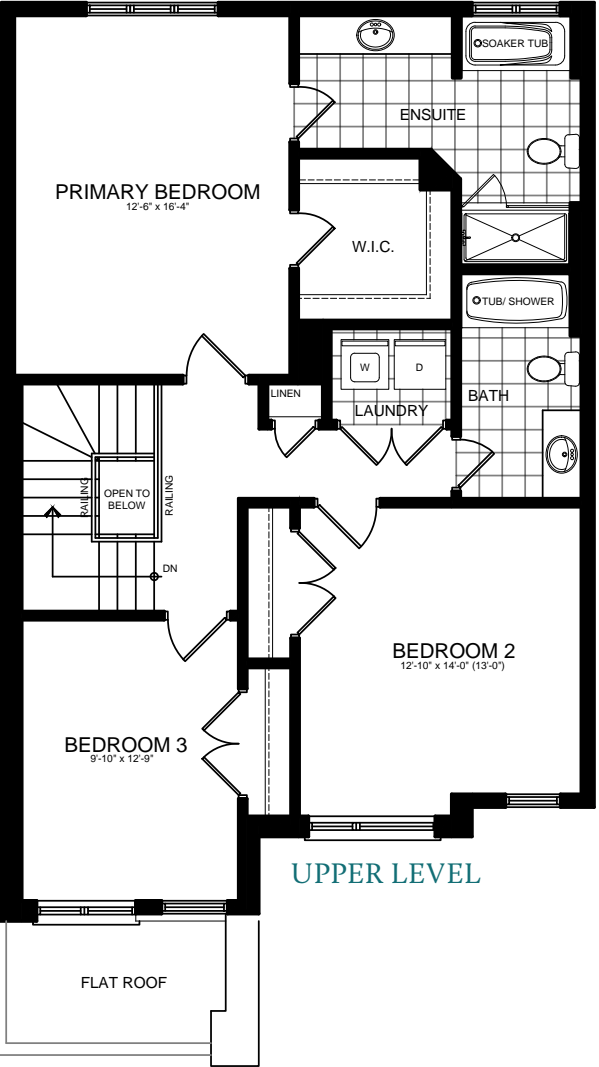 SOAKER TUB
ENSUITE
PRIMARY BEDROOM
12'-6" x 16'-4"
W.I.C.
TUB/ SHOWER
W
D
LINEN
LAUNDRY
BATH
RAILING
OPEN TO
BELOW
RAILING
DN
BEDROOM 2
12'-10" x 14'-0" (13'-0")
BEDROOM 3
9'-10" x 12'-9"
UPPER LEVEL
FLAT ROOF